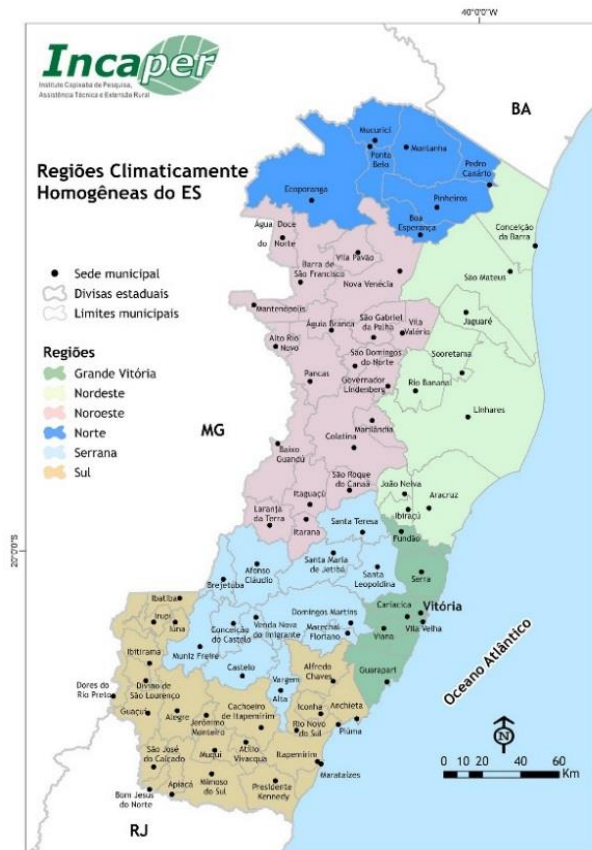 40°0'0"W
Incaper
Instituto Capixaba de Pesquisa,
Assistência Técnica e Extensão Rural
BA
Regiões Climaticamente
Homogêneas do ES
Mucurici
Ponto
Belo
Montanha
Pedro
Canário
Ecoporanga
Pinheiros
Boa
Esperança
Conceição
da Barra
Água Doce
do Norte
Vila Pavão
Barra de
São Francisco
Nova Venécia
São Mateus
Sede municipal
Divisas estaduais
Limites municipais
Mantenópolis
Água Branca
São Gabriel
da Palha
Vila
Valério
Jaguaré
Alto Rio
Novo
São Domingos
do Norte
Sooretama
Pancas
Governador
Lindenberg
Rio Bananal
Regiões
Grande Vitória
Nordeste
Noroeste
Norte
Serrana
Sul
MG
Linhares
Marilândia
Colatina
Baixo
Guandú
São Roque
do Canaã
João Neiva
Itaguaçú
Aracruz
Laranja
da Terra
Itarana
Ibiraçú
Santa Teresa
Fundão
20°0'0"S
Afonso
Cláudio
Santa Maria
de Jetibá
Santa
Leopoldina
Serra
Brejetuba
Ibatiba
Irupi
Iúna
Conceição
do Castelo
Venda Nova
do Imigrante
Domingos Martins
Marechal
Floriano
Cariacica
Vitória
Viana
Vila Velha
Muniz Freire
Ibitirama
Castelo
Vargem
Alta
Alfredo
Chaves
Guarapari
Oceano Atlântico
Dores do
Rio Preto
Divino de
São Lourenço
Guaçuí
Alegre
Jerônimo
Monteiro
Cachoeiro
de Itapemirim
Iconha
Rio Novo
do Sul
Anchieta
Piúma
N
São José
do Calçado
Muqui
Atílio
Vivacqua
Itapemirim
Marataízes
0 10 20 40 60
Km
Bom Jesus
do Norte
Apiacá
Mimoso
do Sul
Presidente
Kennedy
RJ